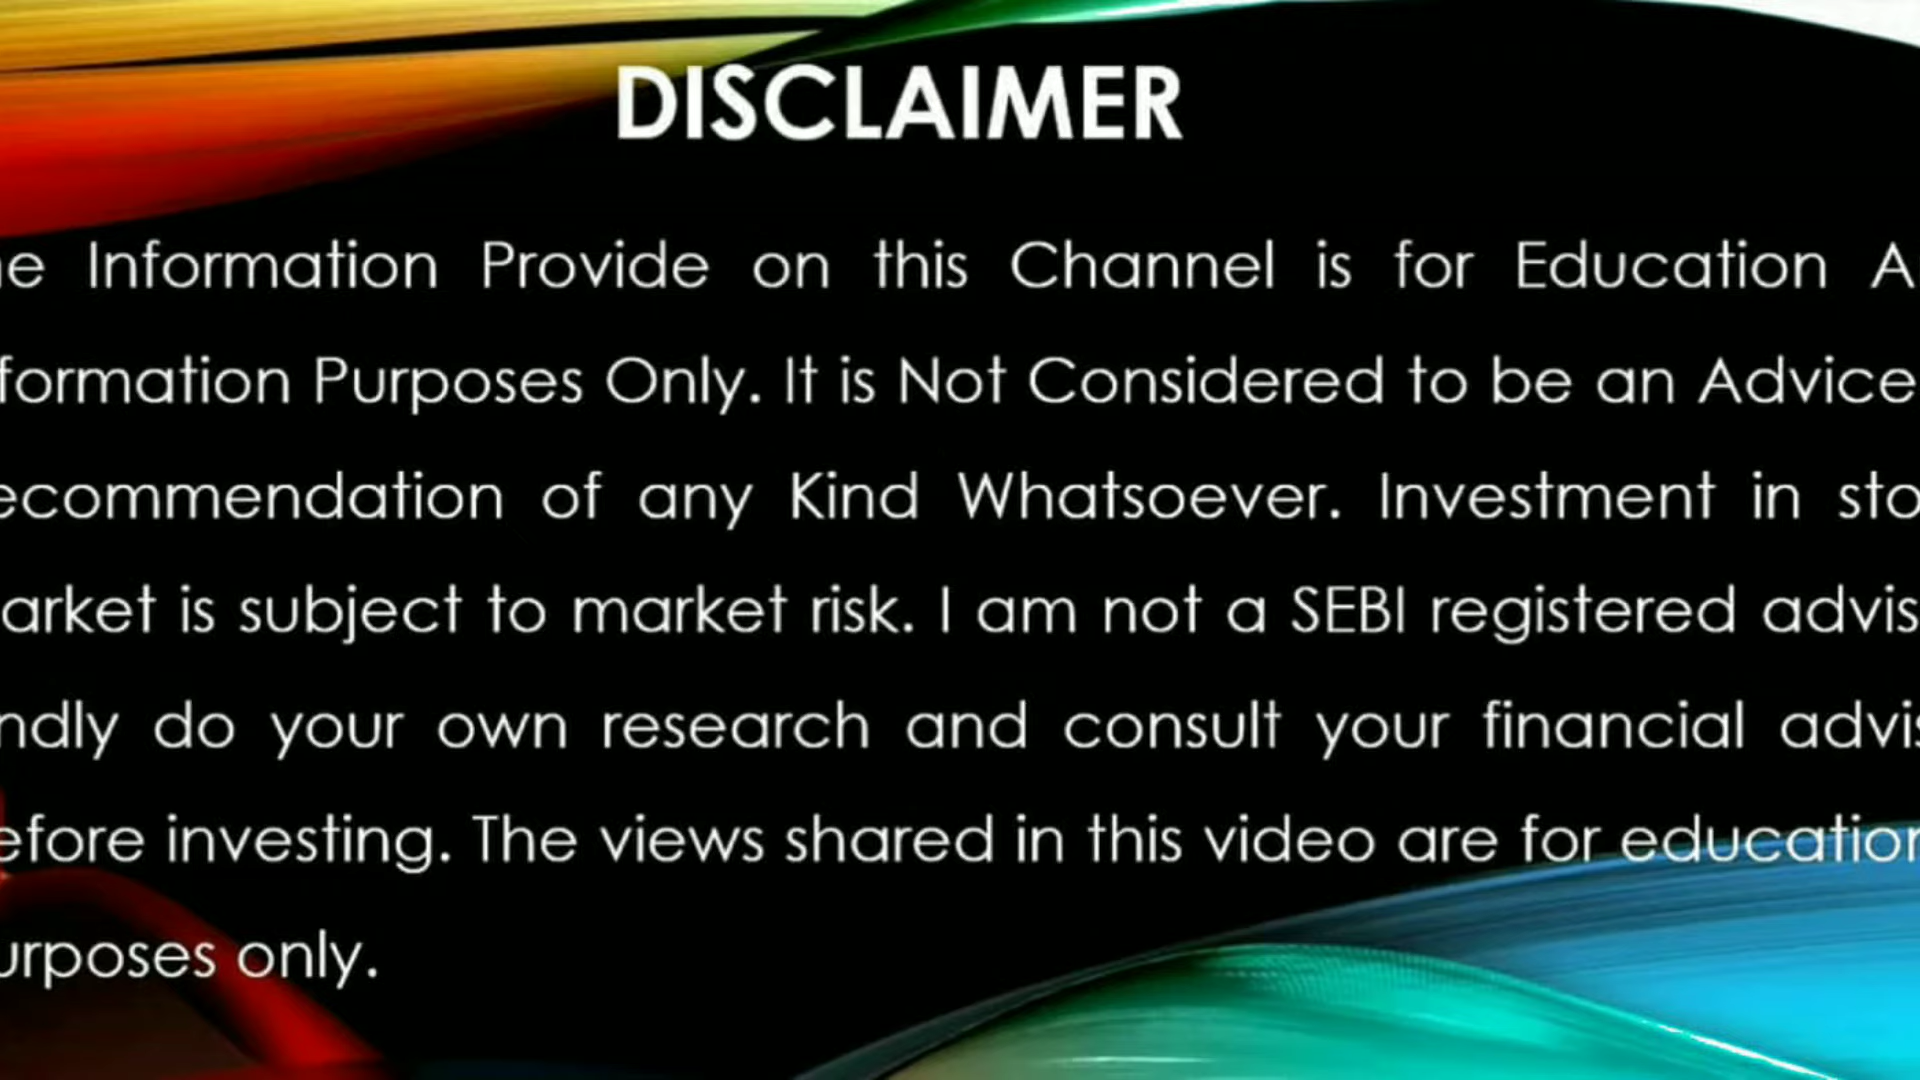 DISCLAIMER
Information Provide on this Channel is for Education
formation Purposes Only. It is Not Considered to be an Advice
ecommendation of any Kind Whatsoever. Investment in sto
arket is subject to market risk. I am not a SEBI registered advis
ndly do your own research and consult your financial advis
efore investing. The views shared in this video are for education
urposes only.